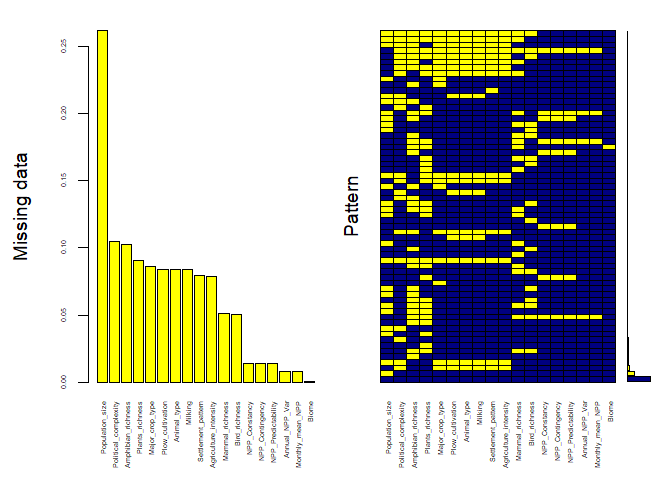 Missing data
0.00
0.05
0.10
0.15
0.20
0.25
Population_size
Political_complexity
Amphibian_richness
Plants_richness
Major_crop_type
Plow_cultivation
Animal_type
Milking
Settlement_pattern
Agriculture_intensity
Mammal_richness
Bird_richness
NPP_Constancy
NPP_Contingency
NPP_Predictability
Annual_NPP_Var
Monthly_mean_NPP
Biome
Pattern
Population_size
Political_complexity
Amphibian_richness
Plants_richness
Major_crop_type
Plow_cultivation
Animal_type
Milking
Settlement_pattern
Agriculture_intensity
Mammal_richness
Bird_richness
NPP_Constancy
NPP_Contingency
NPP_Predictability
Annual_NPP_Var
Monthly_mean_NPP
Biome